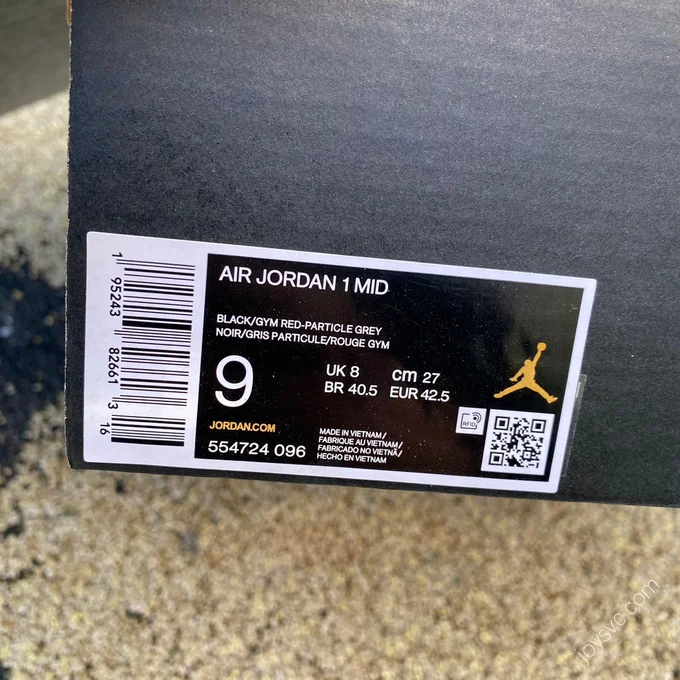 1 95243 82661 3 16
AIR JORDAN 1 MID
BLACK/GYM RED-PARTICLE GREY
NOIR/GRIS PARTICULE/ROUGE GYM
9
UK 8 cm 27
BR 40.5 EUR 42.5
JORDAN.COM
554724 096
MADE IN VIETNAM/
FABRIQUE AU VIETNAM/
FABRICADO NO VIETNÃ/
HECHO EN VIETNAM
RFID
joysvc.com